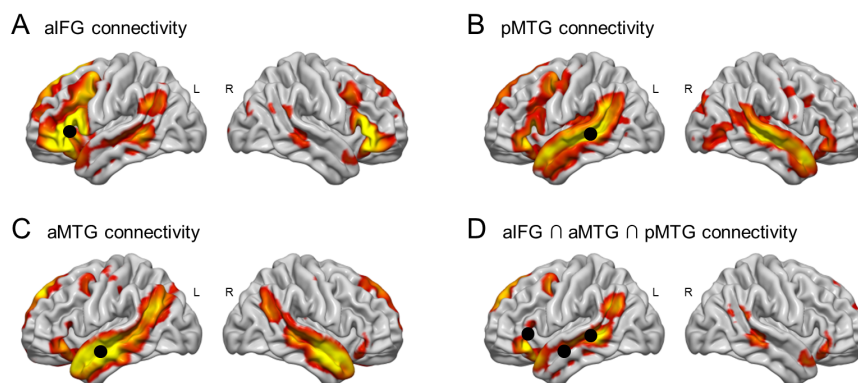 A aIFG connectivity
B pMTG connectivity
L R
L R
C aMTG connectivity
D aIFG ∩ aMTG ∩ pMTG connectivity
L R
L R